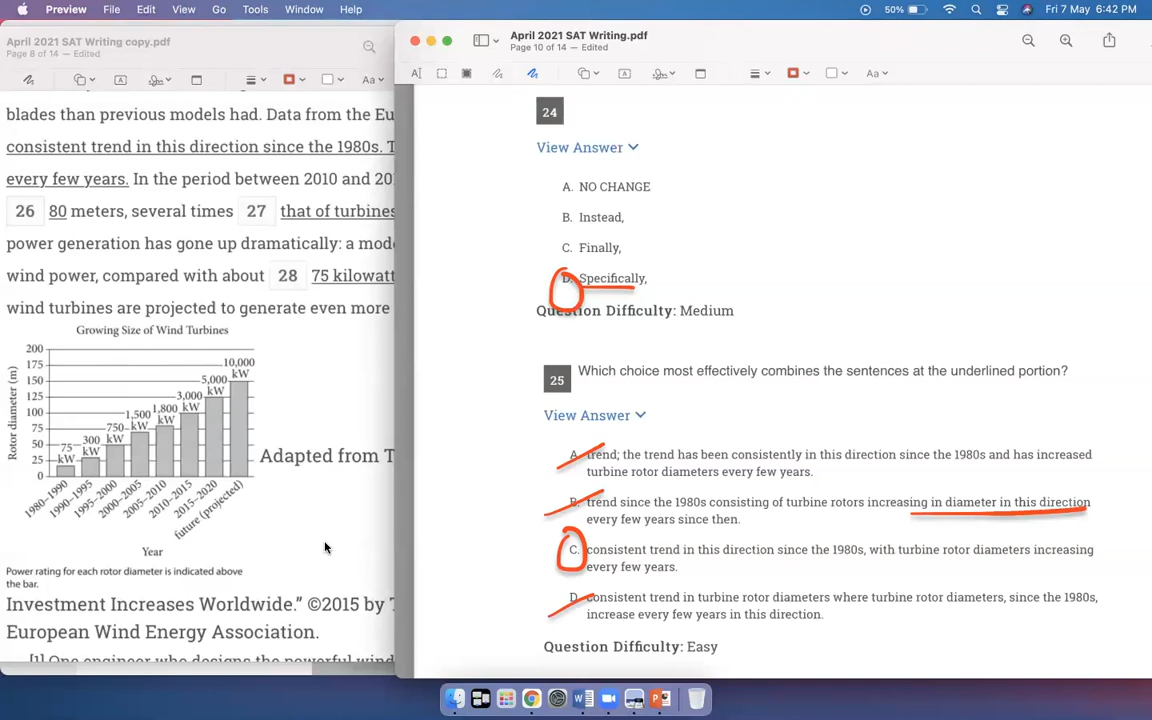 Preview File Edit View Go Tools Window Help 50% Fri 7 May 6:42 PM
April 2021 SAT Writing copy.pdf
Page 8 of 14 — Edited
Aa
blades than previous models had. Data from the Eu
consistent trend in this direction since the 1980s. T
every few years. In the period between 2010 and 20
26 80 meters, several times 27 that of turbines
power generation has gone up dramatically: a mod
wind power, compared with about 28 75 kilowatt
wind turbines are projected to generate even more
Growing Size of Wind Turbines
Rotor diameter (m)
200
175
150
125
100
75
50
25
0
75 kW
300 kW
750 kW
1,500 kW
1,800 kW
3,000 kW
5,000 kW
10,000 kW
1980–1990
1990–1995
1995–2000
2000–2005
2005–2010
2010–2015
2015–2020
future (projected)
Year
Adapted from T
Power rating for each rotor diameter is indicated above
the bar.
Investment Increases Worldwide.” ©2015 by T
European Wind Energy Association.
[1] One engineer who designs the powerful wind
April 2021 SAT Writing.pdf
Page 10 of 14 — Edited
A
Aa
24
View Answer
A. NO CHANGE
B. Instead,
C. Finally,
D. Specifically,
Question Difficulty: Medium
25 Which choice most effectively combines the sentences at the underlined portion?
View Answer
A. trend; the trend has been consistently in this direction since the 1980s and has increased
turbine rotor diameters every few years.
B. trend since the 1980s consisting of turbine rotors increasing in diameter in this direction
every few years since then.
C. consistent trend in this direction since the 1980s, with turbine rotor diameters increasing
every few years.
D. consistent trend in turbine rotor diameters where turbine rotor diameters, since the 1980s,
increase every few years in this direction.
Question Difficulty: Easy